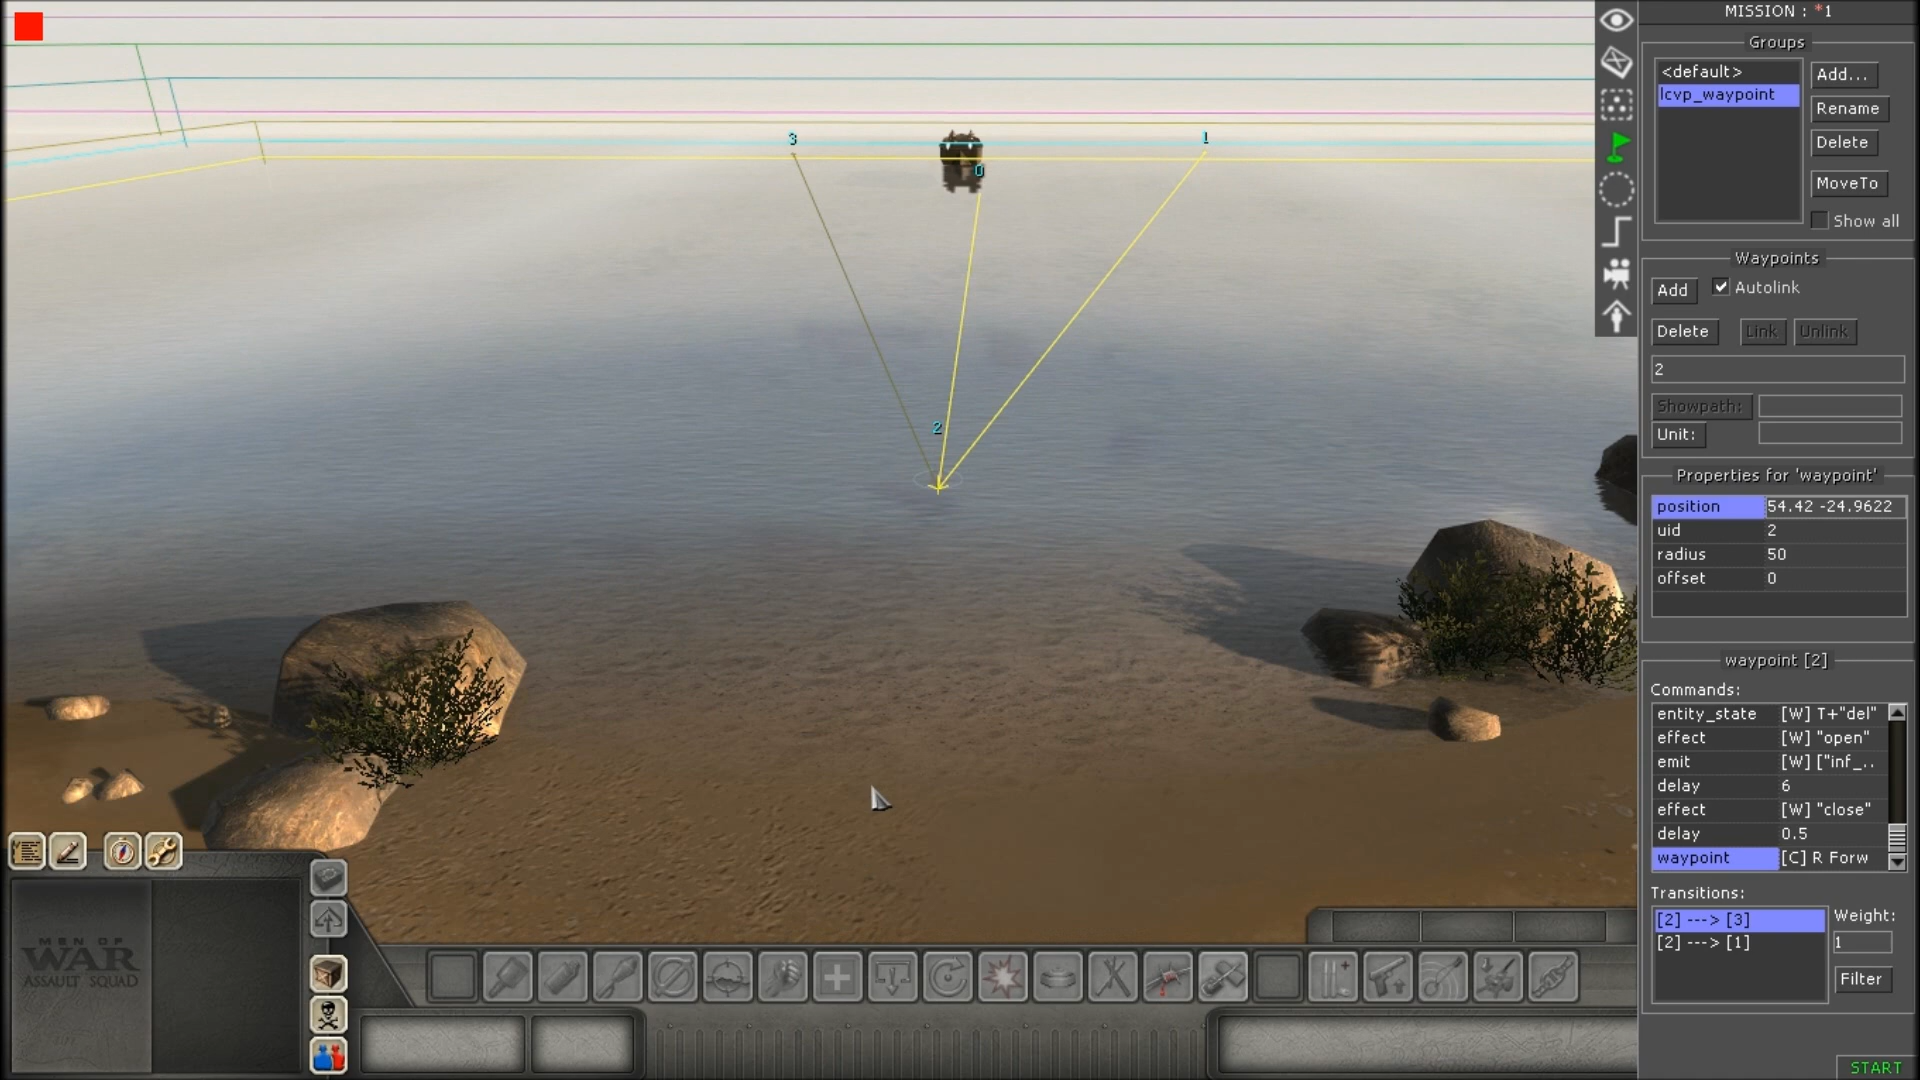 MISSION : *1
Groups
<default>
lcvp_waypoint
Add...
Rename
Delete
MoveTo
Show all
Waypoints
Add
Autolink
Delete
Link
Unlink
2
Showpath:
Unit:
Properties for 'waypoint'
position 54.42 -24.9622
uid 2
radius 50
offset 0
waypoint [2]
Commands:
entity_state [W] T+"del"
effect [W] "open"
emit [W] ["inf_..
delay 6
effect [W] "close"
delay 0.5
waypoint [C] R Forw
Transitions:
[2] ---> [3]
[2] ---> [1]
Weight:
1
Filter
START
3
0
1
2
MEN OF
WAR
ASSAULT SQUAD